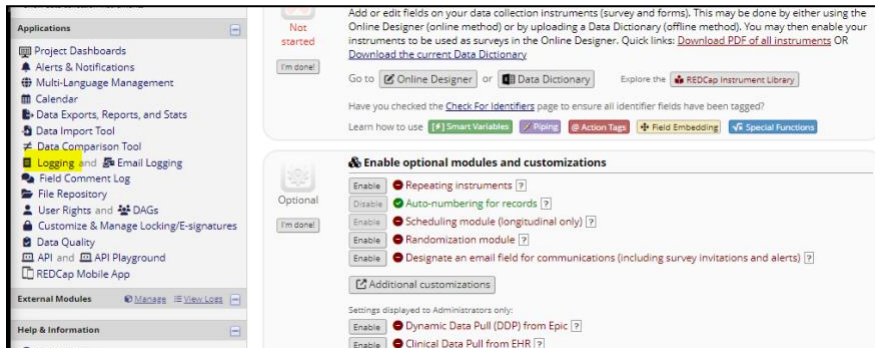 Applications
Project Dashboards
Alerts & Notifications
Multi-Language Management
Calendar
Data Exports, Reports, and Stats
Data Import Tool
Data Comparison Tool
Logging and Email Logging
Field Comment Log
File Repository
User Rights and DAGs
Customize & Manage Locking/E-signatures
Data Quality
API and API Playground
REDCap Mobile App
External Modules Manage View Logs
Help & Information
Not
started
I'm done!
Add or edit fields on your data collection instruments (survey and forms). This may be done by either using the
Online Designer (online method) or by uploading a Data Dictionary (offline method). You may then enable your
instruments to be used as surveys in the Online Designer. Quick links: Download PDF of all instruments OR
Download the current Data Dictionary
Go to Online Designer or Data Dictionary Explore the REDCap Instrument Library
Have you checked the Check For Identifiers page to ensure all identifier fields have been tagged?
Learn how to use [⚡] Smart Variables Piping @ Action Tags Field Embedding Special Functions
Optional
I'm done!
Enable optional modules and customizations
Enable Repeating instruments ?
Disable Auto-numbering for records ?
Enable Scheduling module (longitudinal only) ?
Enable Randomization module ?
Enable Designate an email field for communications (including survey invitations and alerts) ?
Additional customizations
Settings displayed to Administrators only:
Enable Dynamic Data Pull (DDP) from Epic ?
Enable Clinical Data Pull from EHR ?